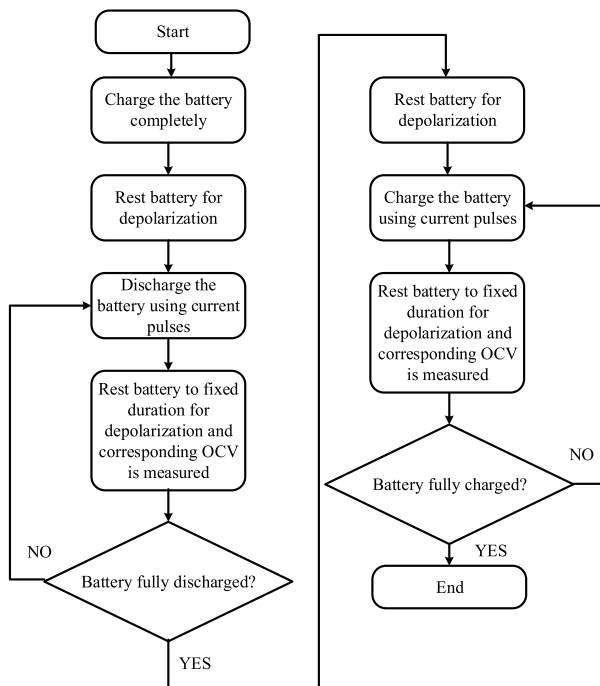 Start
Charge the battery
completely
Rest battery for
depolarization
Discharge the
battery using current
pulses
Rest battery to fixed
duration for
depolarization and
corresponding OCV
is measured
NO
Battery fully discharged?
YES
Rest battery for
depolarization
Charge the battery
using current pulses
Rest battery to fixed
duration for
depolarization and
corresponding OCV
is measured
NO
Battery fully charged?
YES
End